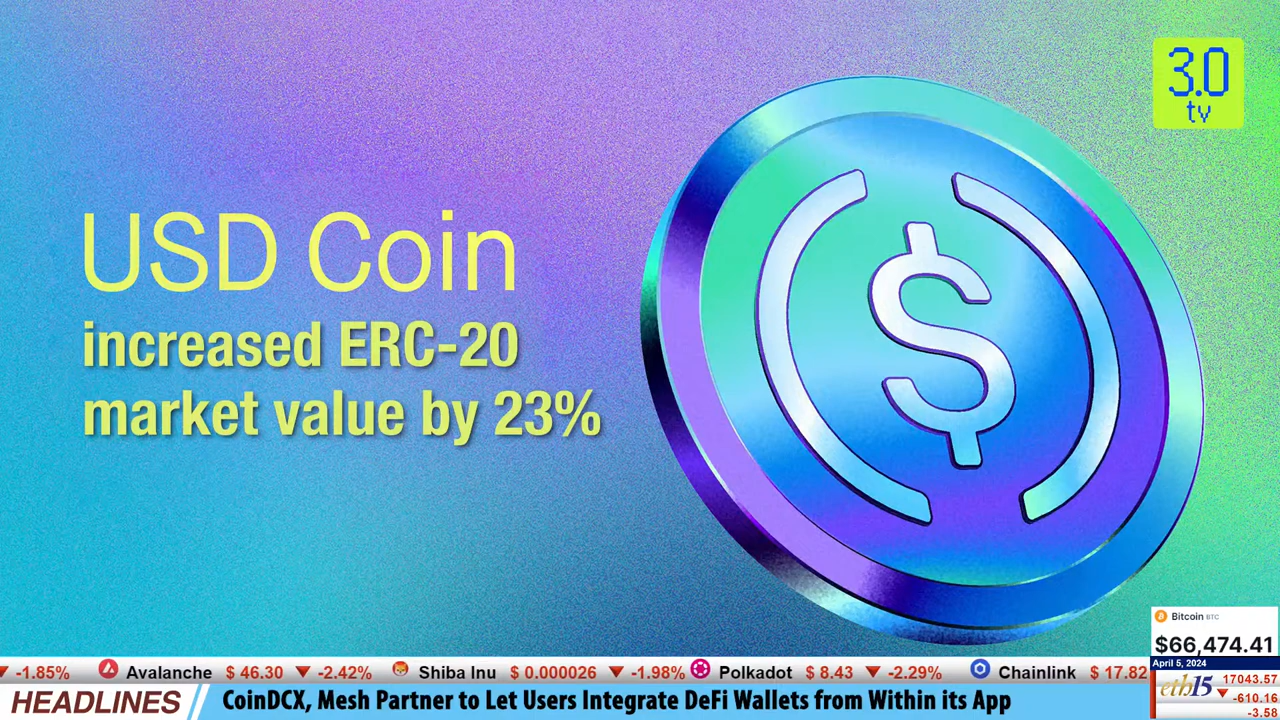 3.0
tv
USD Coin
increased ERC-20
market value by 23%
Bitcoin BTC
$66,474.41
April 5, 2024
-1.85% Avalanche $ 46.30 -2.42% Shiba Inu $ 0.000026 -1.98% Polkadot $ 8.43 -2.29% Chainlink $ 17.82
eth15 17043.57
-610.16
-3.58
HEADLINES CoinDCX, Mesh Partner to Let Users Integrate DeFi Wallets from Within its App